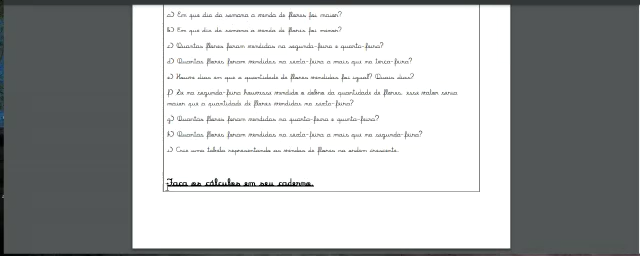 a) Em que dia da semana a venda de flores foi maior?
b) Em que dia da semana a venda de flores foi menor?
c) Quantas flores foram vendidas na segunda-feira e quarta-feira?
d) Quantas flores foram vendidas na sexta-feira a mais que na terça-feira?
e) Houve dias em que a quantidade de flores vendidas foi igual? Quais dias?
f) Se na segunda-feira houvesse vendido o dobro da quantidade de flores, esse valor seria
maior que a quantidade de flores vendidas na sexta-feira?
g) Quantas flores foram vendidas na quarta-feira e quinta-feira?
h) Quantas flores foram vendidas na sexta-feira a mais que na segunda-feira?
i) Crie uma tabela representando as vendas de flores na ordem crescente.
Faça os cálculos em seu caderno.